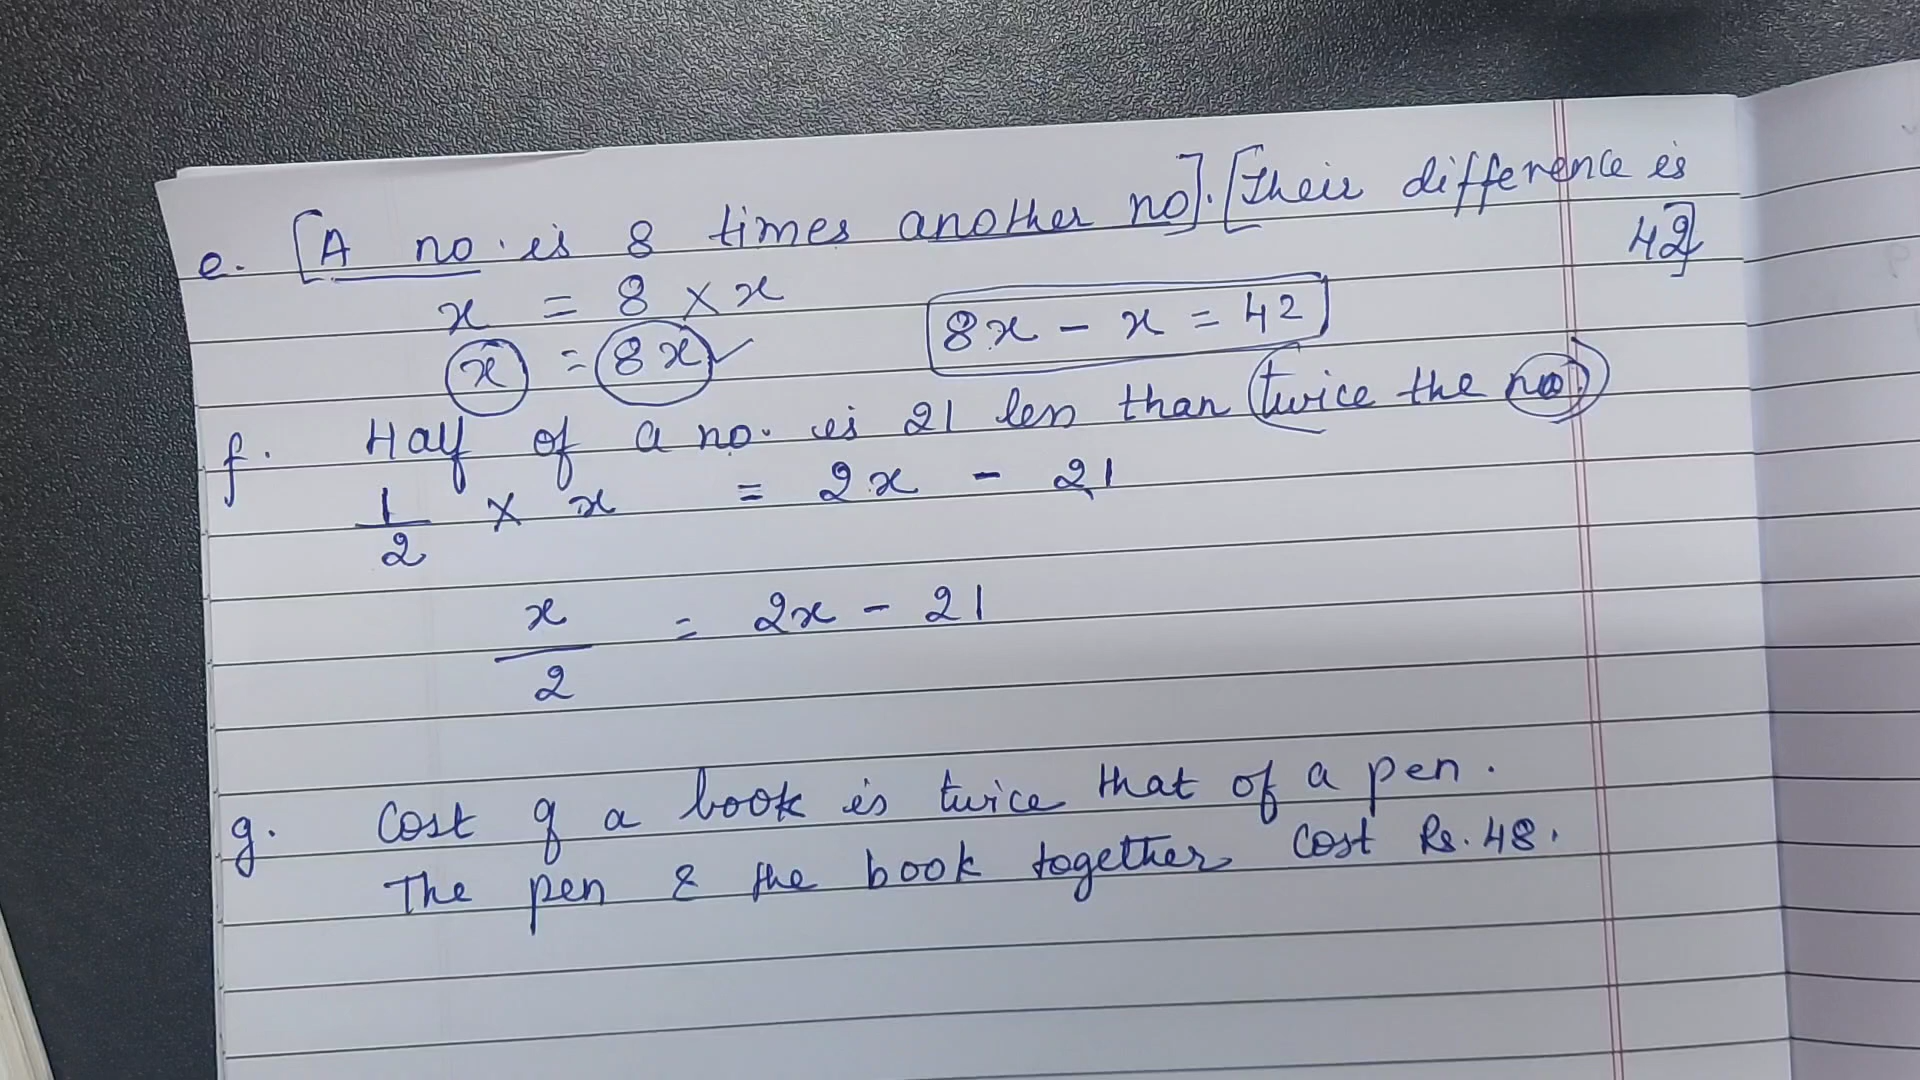 e. [A no. is 8 times another no]. [Their difference is 42]
x = 8 × x
x = 8x ✓ 8x - x = 42
f. Half of a no. is 21 less than twice the no.
1/2 × x = 2x - 21
x/2 = 2x - 21
g. Cost of a book is twice that of a pen.
The pen & the book together cost Rs. 48.